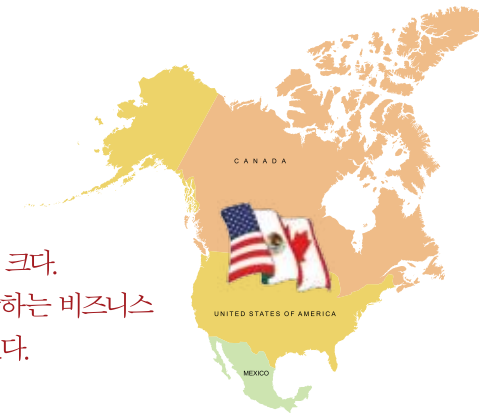 CANADA
크다.
하는 비즈니스
다.
UNITED STATES OF AMERICA
MEXICO